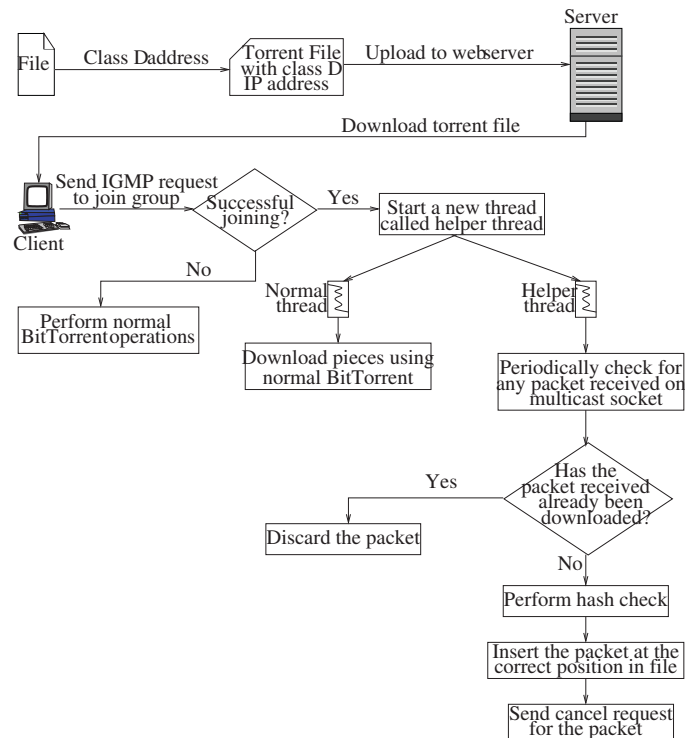 Server
File
Class Daddress
Torrent File
with class D
IP address
Upload to webserver
Download torrent file
Client
Send IGMP request
to join group
Successful
joining?
Yes
Start a new thread
called helper thread
No
Perform normal
BitTorrentoperations
Normal
thread
Helper
thread
Download pieces using
normal BitTorrent
Periodically check for
any packet received on
multicast socket
Has the
packet received
already been
downloaded?
Yes
Discard the packet
No
Perform hash check
Insert the packet at the
correct position in file
Send cancel request
for the packet